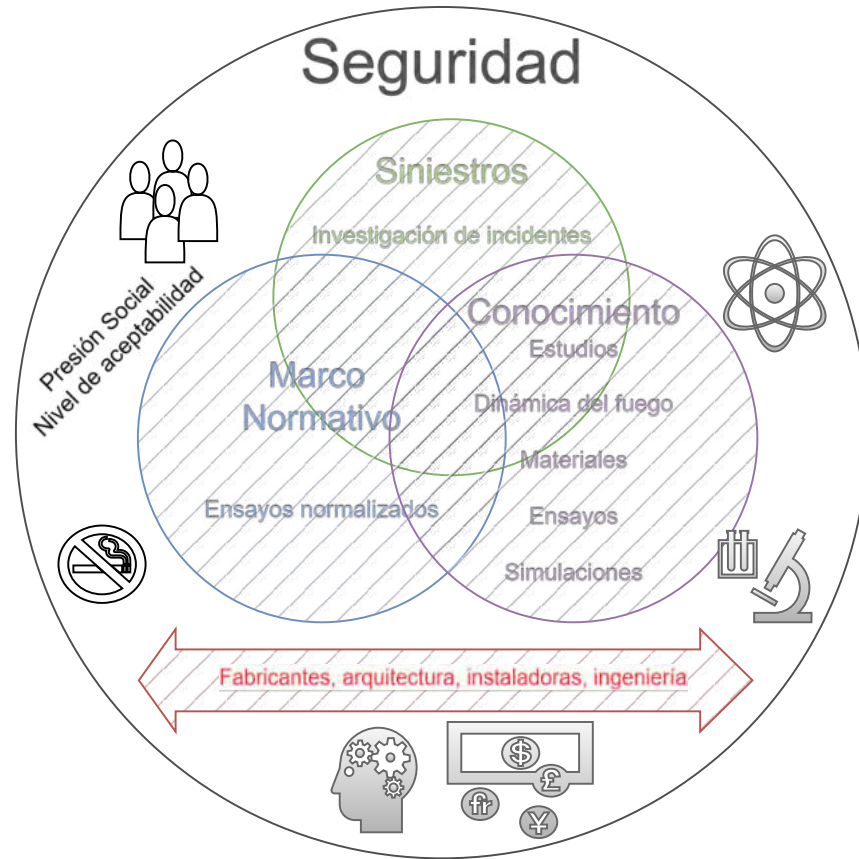 Seguridad
Siniestros
Investigación de incidentes
Presión Social
Nivel de aceptabilidad
Conocimiento
Estudios
Dinámica del fuego
Materiales
Ensayos
Simulaciones
Marco
Normativo
Ensayos normalizados
Fabricantes, arquitectura, instaladoras, ingeniería
$
£
fr
¥